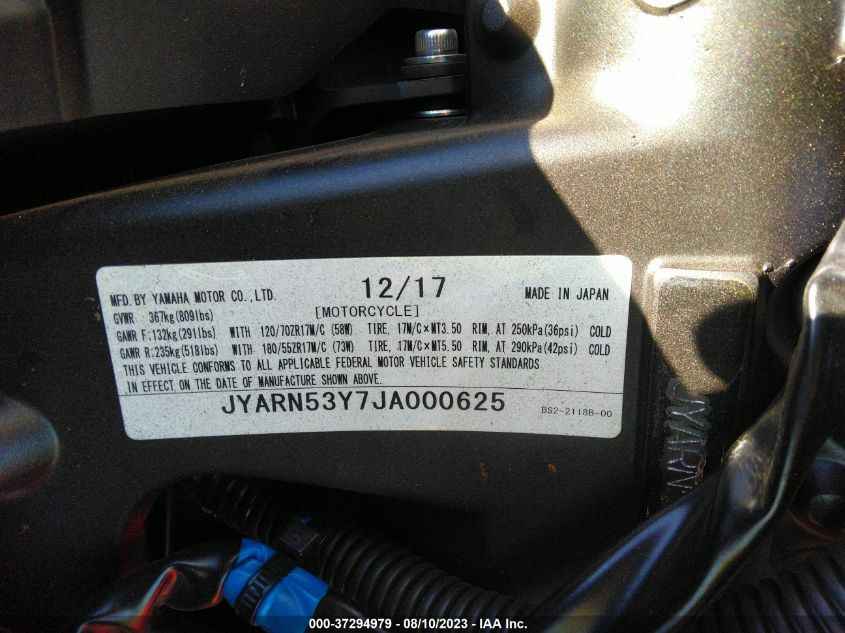 MFD. BY YAMAHA MOTOR CO., LTD. 12/17 MADE IN JAPAN
GVWR 367kg(809lbs) [MOTORCYCLE]
GAWR F:132kg(291lbs) WITH 120/70ZR17M/C (58W) TIRE, 17M/C×MT3.50 RIM, AT 250kPa(36psi) COLD
GAWR R:235kg(518lbs) WITH 180/55ZR17M/C (73W) TIRE, 17M/C×MT5.50 RIM, AT 290kPa(42psi) COLD
THIS VEHICLE CONFORMS TO ALL APPLICABLE FEDERAL MOTOR VEHICLE SAFETY STANDARDS
IN EFFECT ON THE DATE OF MANUFACTURE SHOWN ABOVE.
JYARN53Y7JA000625 BS2-2118B-00
JYARN
000-37294979 - 08/10/2023 - IAA Inc.